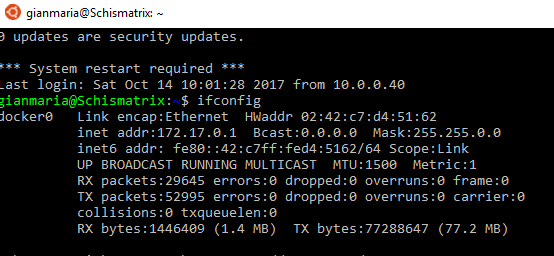 gianmaria@Schismatrix: ~
0 updates are security updates.
*** System restart required ***
Last login: Sat Oct 14 10:01:28 2017 from 10.0.0.40
gianmaria@Schismatrix:~$ ifconfig
docker0   Link encap:Ethernet  HWaddr 02:42:c7:d4:51:62
          inet addr:172.17.0.1  Bcast:0.0.0.0  Mask:255.255.0.0
          inet6 addr: fe80::42:c7ff:fed4:5162/64 Scope:Link
          UP BROADCAST RUNNING MULTICAST  MTU:1500  Metric:1
          RX packets:29645 errors:0 dropped:0 overruns:0 frame:0
          TX packets:52995 errors:0 dropped:0 overruns:0 carrier:0
          collisions:0 txqueuelen:0
          RX bytes:1446409 (1.4 MB)  TX bytes:77288647 (77.2 MB)